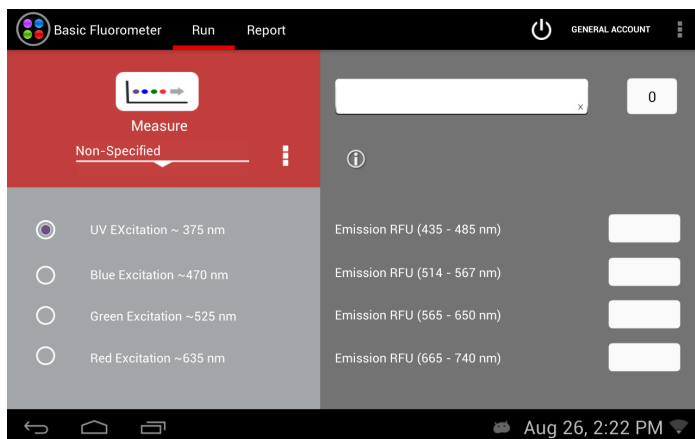 Basic Fluorometer Run Report GENERAL ACCOUNT
x 0
Measure
Non-Specified
UV EXcitation ~ 375 nm Emission RFU (435 - 485 nm)
Blue Excitation ~470 nm Emission RFU (514 - 567 nm)
Green Excitation ~525 nm Emission RFU (565 - 650 nm)
Red Excitation ~635 nm Emission RFU (665 - 740 nm)
Aug 26, 2:22 PM